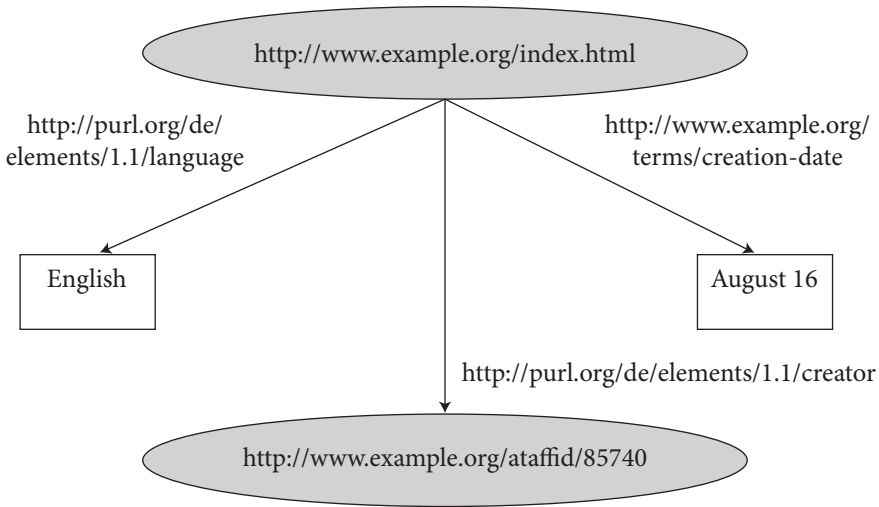 http://www.example.org/index.html
http://purl.org/de/
elements/1.1/language
http://www.example.org/
terms/creation-date
English
August 16
http://purl.org/de/elements/1.1/creator
http://www.example.org/ataffid/85740